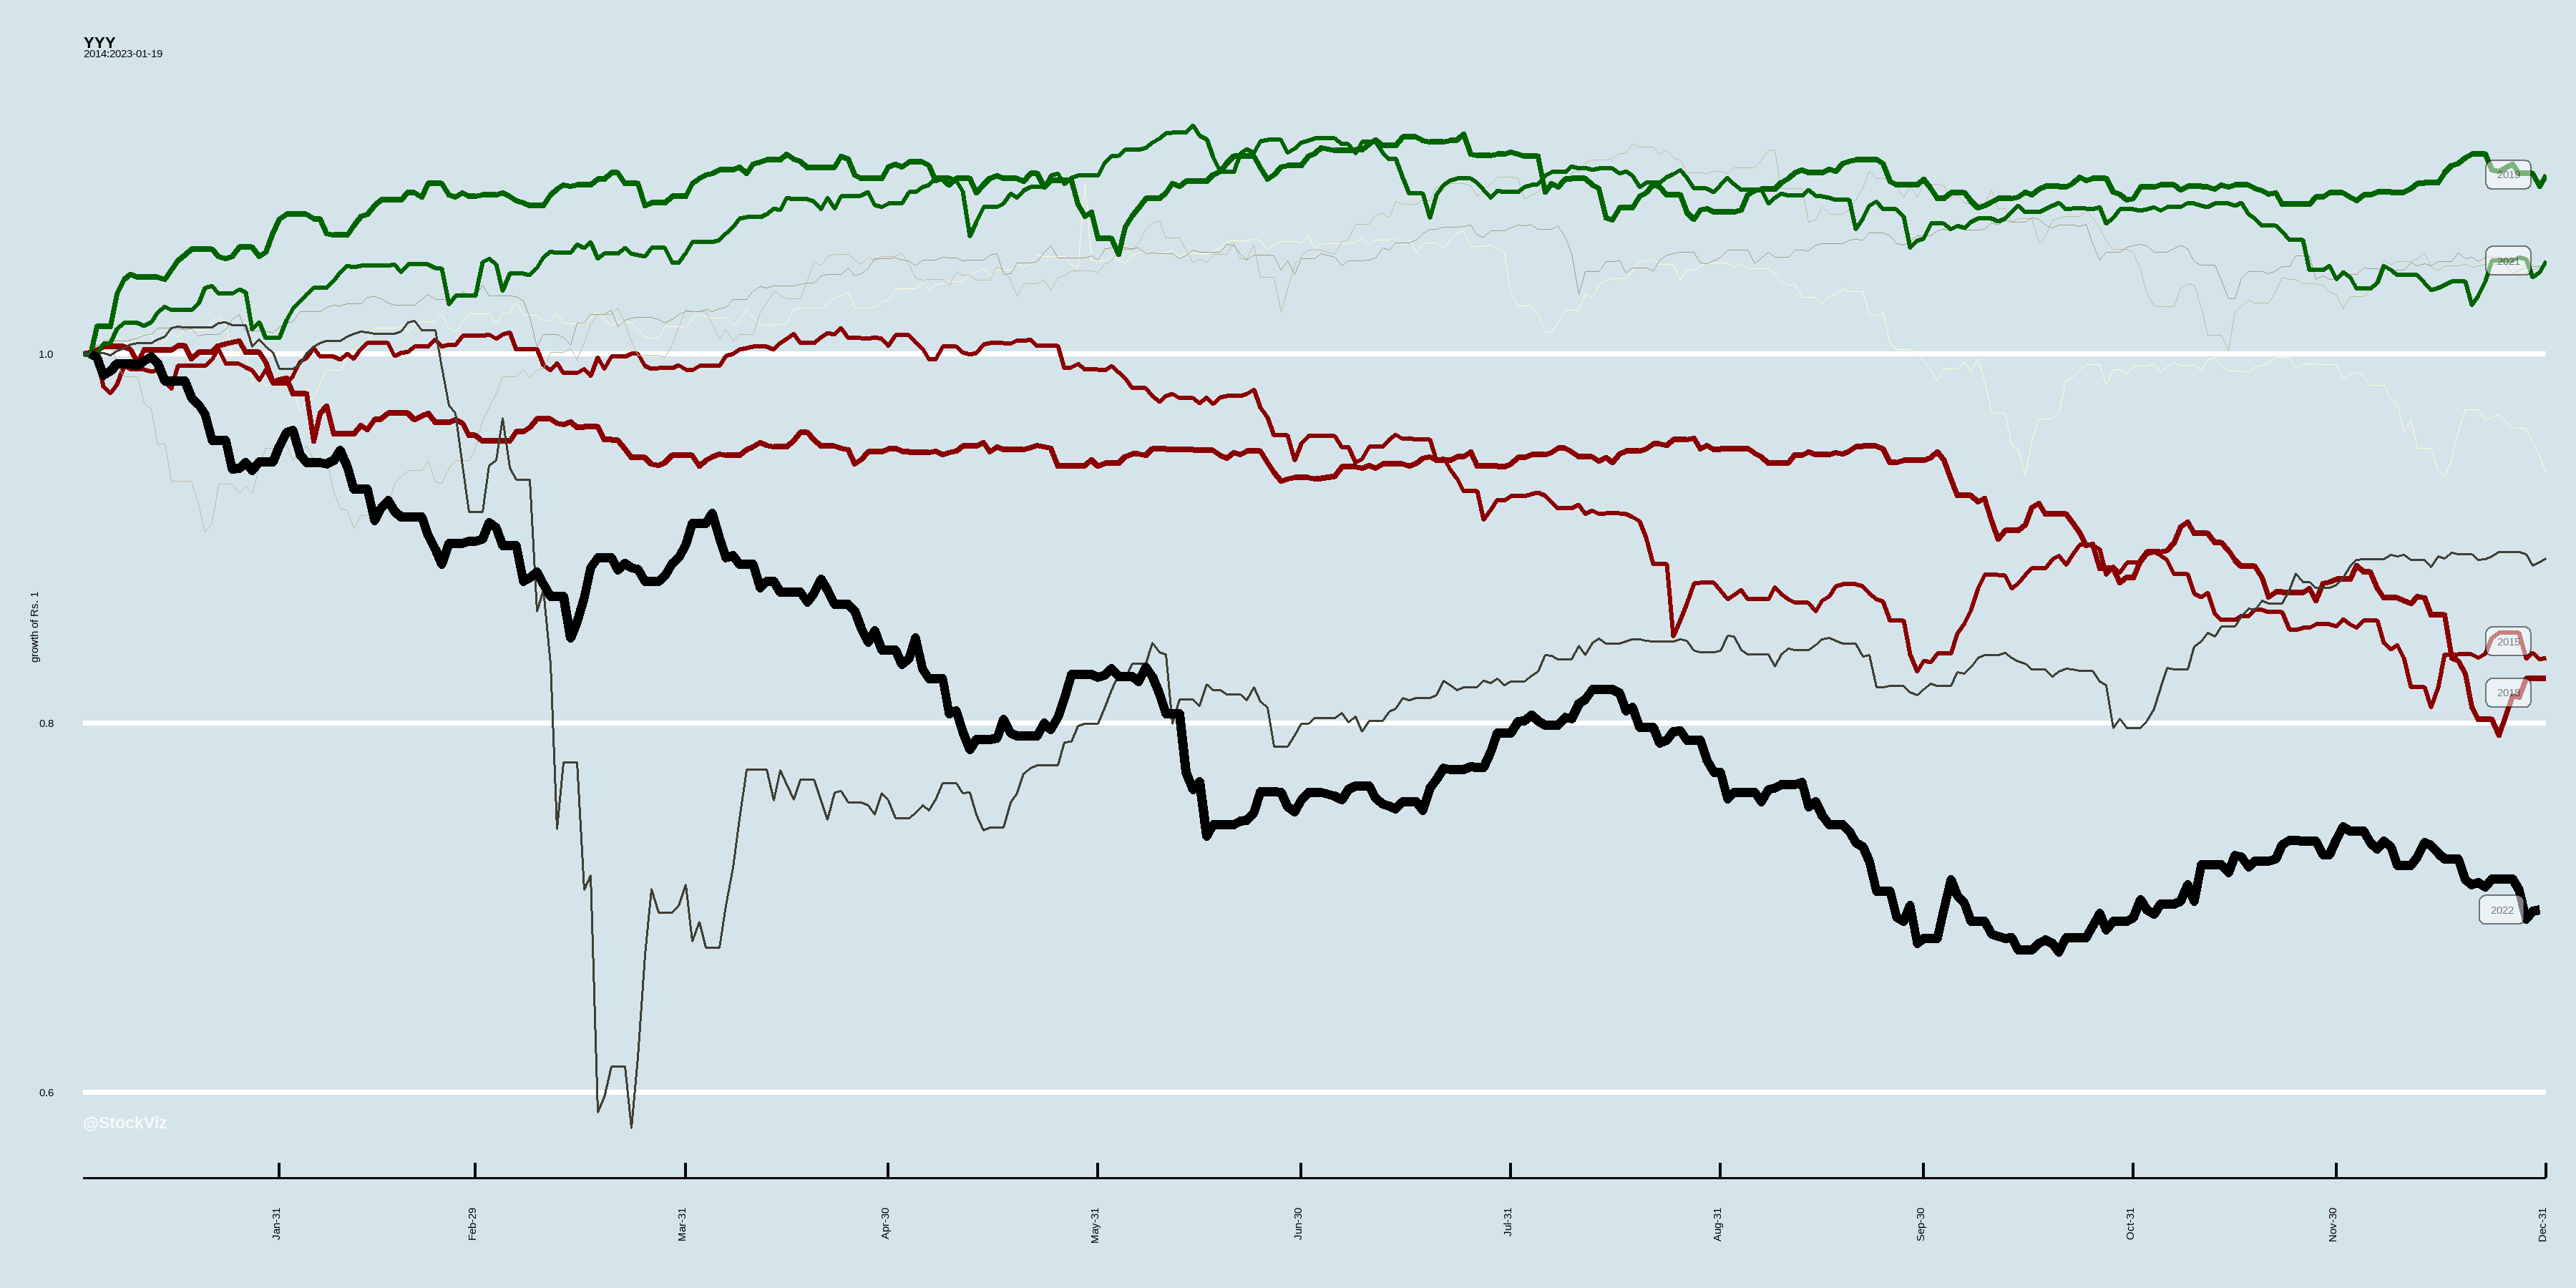 YYY
2014:2023-01-19
growth of Rs. 1
1.0
0.8
0.6
2019
2021
2015
2018
2022
@StockViz
Jan-31
Feb-29
Mar-31
Apr-30
May-31
Jun-30
Jul-31
Aug-31
Sep-30
Oct-31
Nov-30
Dec-31